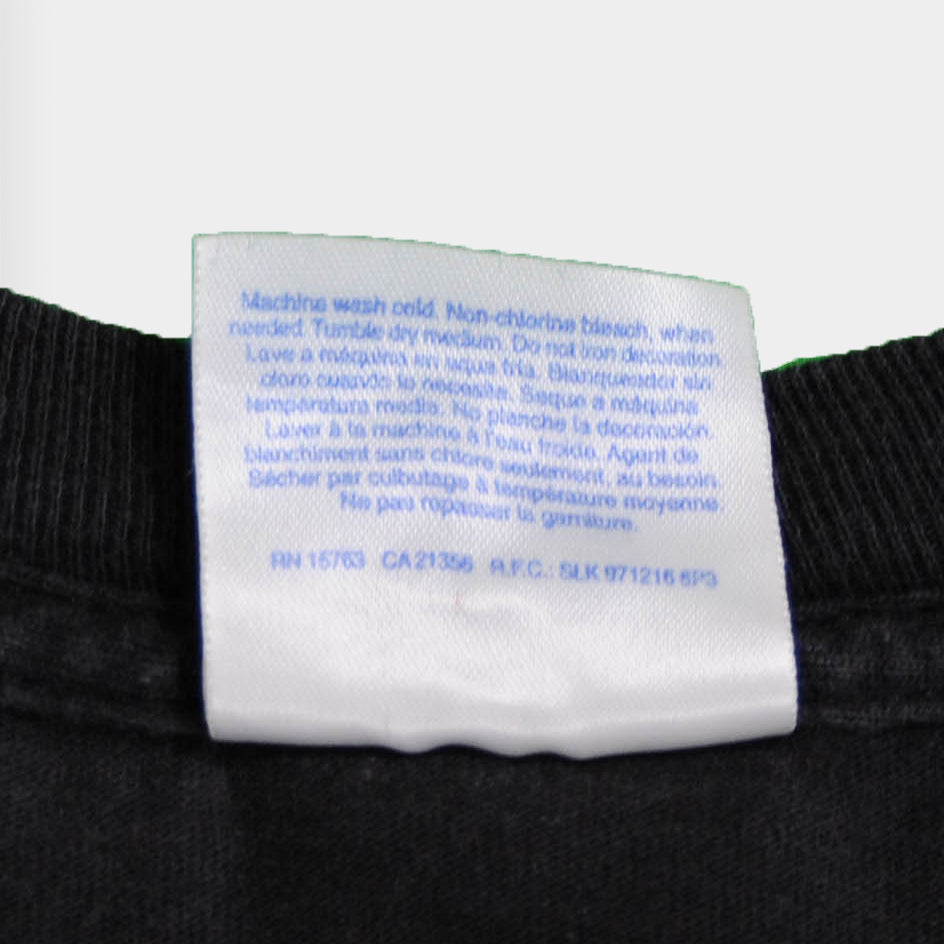 Machine wash cold. Non-chlorine bleach, when
needed. Tumble dry medium. Do not iron decoration.
Lave a máquina en agua fría. Blanqueador sin
cloro cuando lo necesite. Seque a máquina
temperatura media. No planche la decoración.
Laver à la machine à l'eau froide. Agent de
blanchiment sans chlore seulement, au besoin.
Sécher par culbutage à température moyenne.
Ne pas repasser la garniture.
RN 15763 CA 21356 R.F.C.: SLK 971216 6P3